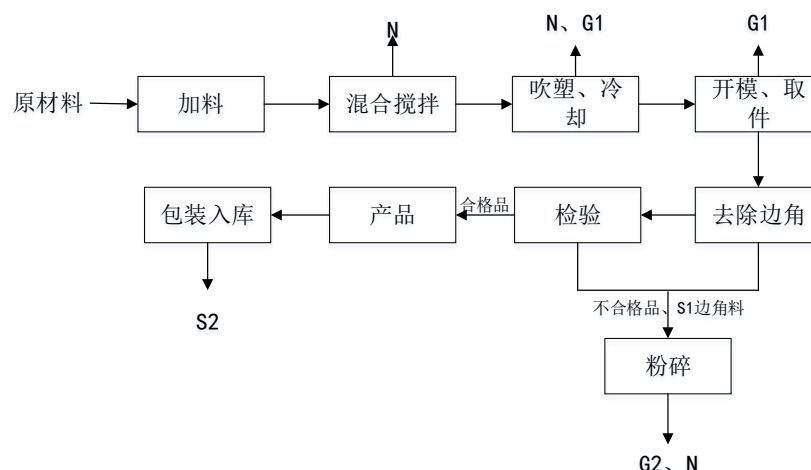 N
N、G1
G1
原材料
加料
混合搅拌
吹塑、冷
却
开模、取
件
包装入库
产品
合格品
检验
去除边角
S2
不合格品、S1边角料
粉碎
G2、N